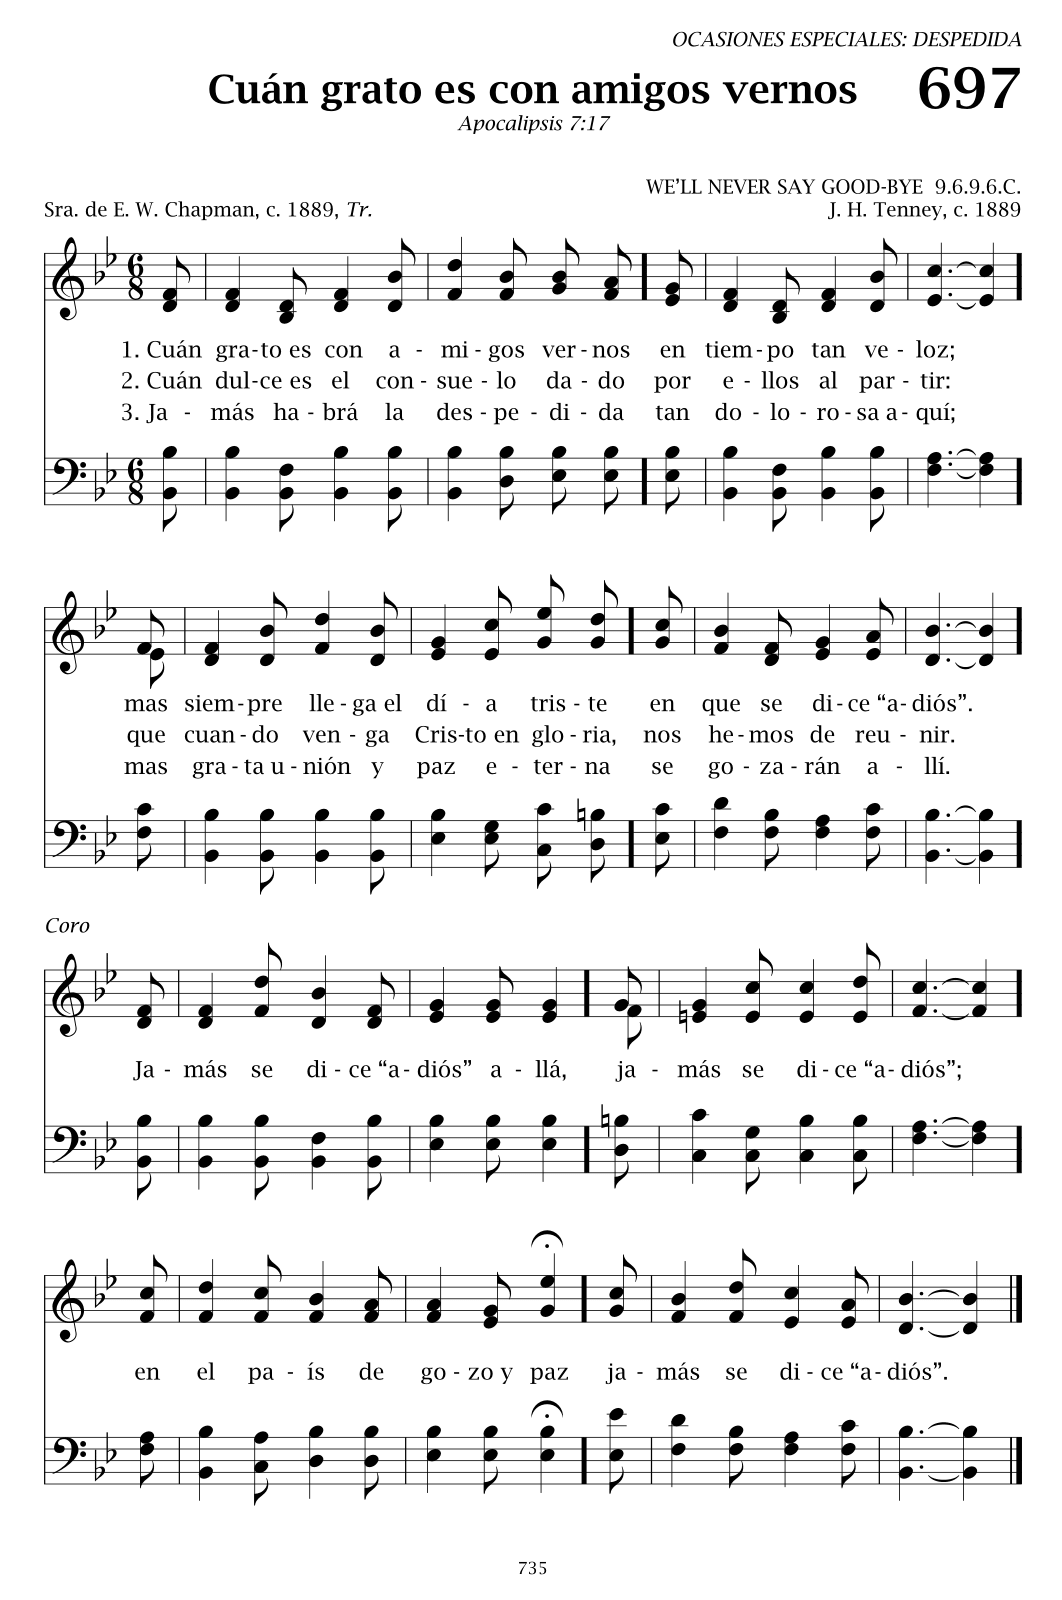 OCASIONES ESPECIALES: DESPEDIDA
Cuán grato es con amigos vernos 697
Apocalipsis 7:17
WE'LL NEVER SAY GOOD-BYE 9.6.9.6.C.
Sra. de E. W. Chapman, c. 1889, Tr. J. H. Tenney, c. 1889
6 8
1. Cuán gra-to es con a - mi - gos ver - nos en tiem - po tan ve - loz;
2. Cuán dul-ce es el con - sue - lo da - do por e - llos al par - tir:
3. Ja - más ha - brá la des - pe - di - da tan do - lo - ro - sa a - quí;
6 8
mas siem - pre lle - ga el dí - a tris - te en que se di - ce “a - diós”.
que cuan - do ven - ga Cris-to en glo - ria, nos he - mos de reu - nir.
mas gra - ta u - nión y paz e - ter - na se go - za - rán a - llí.
Coro
Ja - más se di - ce “a - diós” a - llá, ja - más se di - ce “a - diós”;
en el pa - ís de go - zo y paz ja - más se di - ce “a - diós”.
735